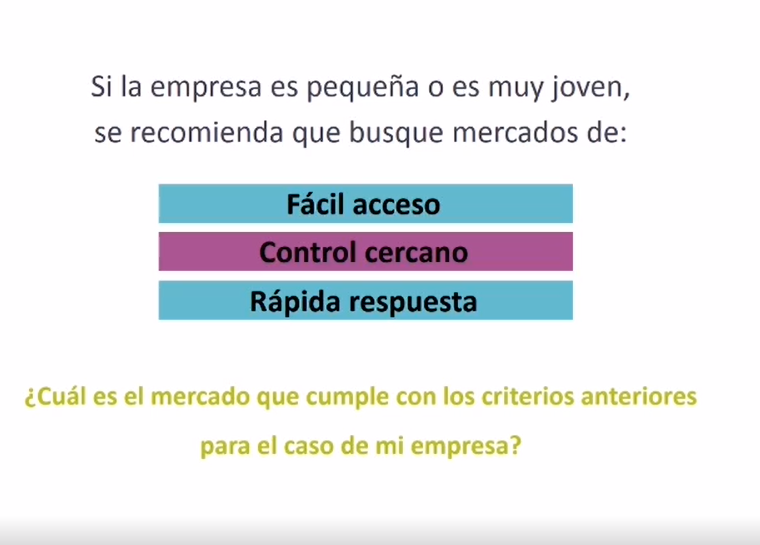 Si la empresa es pequeña o es muy joven,
se recomienda que busque mercados de:
Fácil acceso
Control cercano
Rápida respuesta
¿Cuál es el mercado que cumple con los criterios anteriores
para el caso de mi empresa?